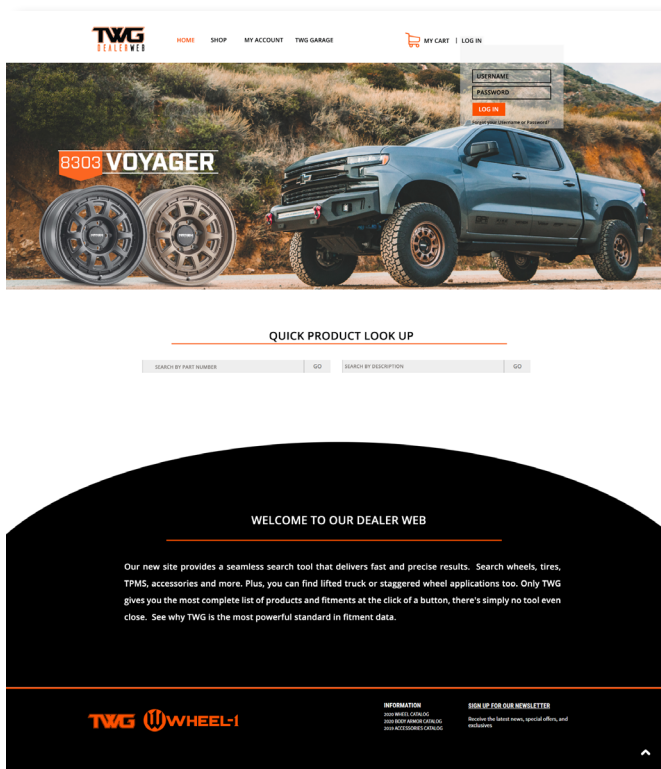 TWG
DEALERWEB
HOME SHOP MY ACCOUNT TWG GARAGE MY CART | LOG IN
USERNAME
PASSWORD
LOG IN
Forgot your Username or Password?
8303 VOYAGER
QUICK PRODUCT LOOK UP
SEARCH BY PART NUMBER GO SEARCH BY DESCRIPTION GO
WELCOME TO OUR DEALER WEB
Our new site provides a seamless search tool that delivers fast and precise results. Search wheels, tires,
TPMS, accessories and more. Plus, you can find lifted truck or staggered wheel applications too. Only TWG
gives you the most complete list of products and fitments at the click of a button, there's simply no tool even
close. See why TWG is the most powerful standard in fitment data.
TWG WHEEL-1
INFORMATION
2020 WHEEL CATALOG
2020 BODY ARMOR CATALOG
2019 ACCESSORIES CATALOG
SIGN UP FOR OUR NEWSLETTER
Receive the latest news, special offers, and
exclusives